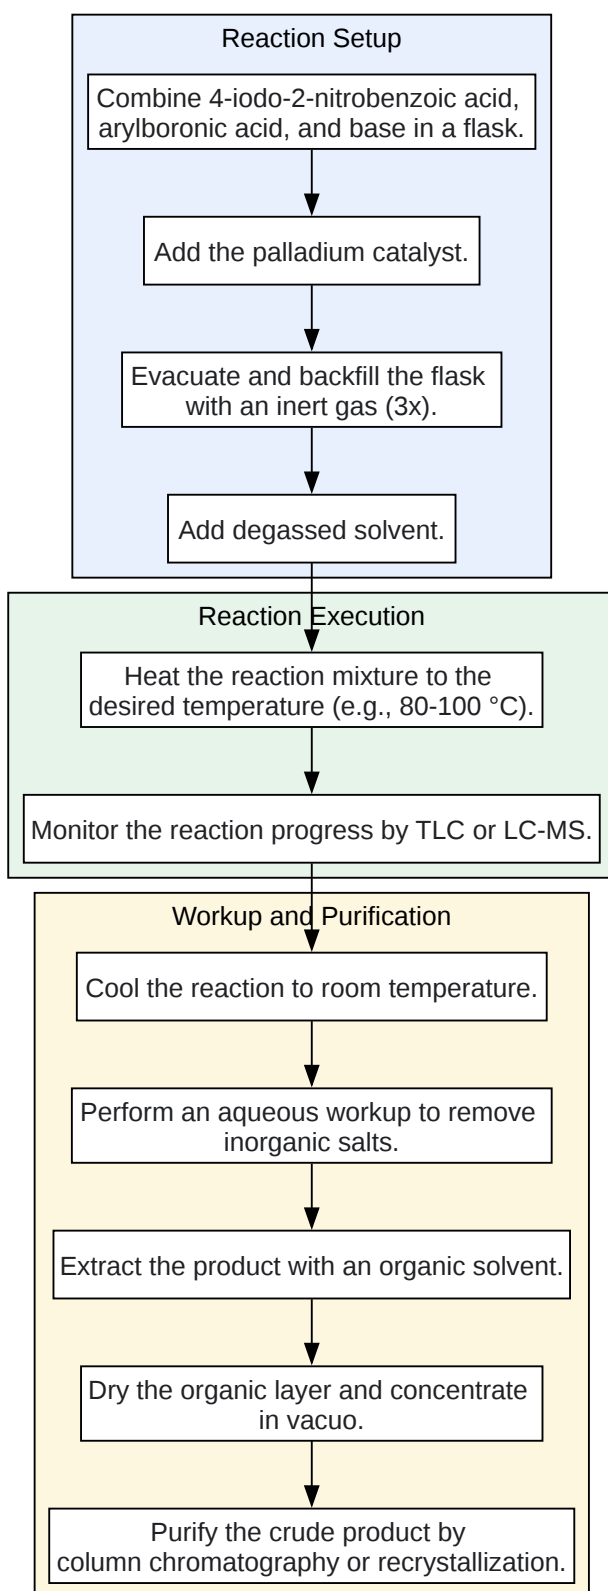 Reaction Setup
Combine 4-iodo-2-nitrobenzoic acid,
arylboronic acid, and base in a flask.
Add the palladium catalyst.
Evacuate and backfill the flask
with an inert gas (3x).
Add degassed solvent.
Reaction Execution
Heat the reaction mixture to the
desired temperature (e.g., 80-100 °C).
Monitor the reaction progress by TLC or LC-MS.
Workup and Purification
Cool the reaction to room temperature.
Perform an aqueous workup to remove
inorganic salts.
Extract the product with an organic solvent.
Dry the organic layer and concentrate
in vacuo.
Purify the crude product by
column chromatography or recrystallization.